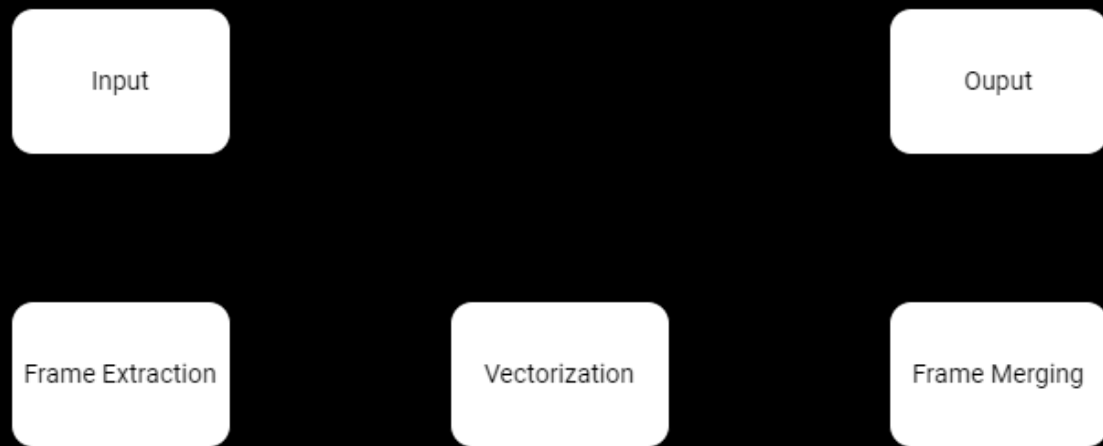 Input
Ouput
Frame Extraction
Vectorization
Frame Merging